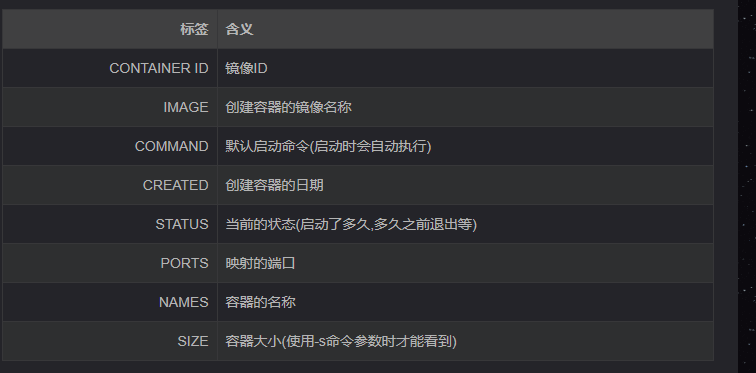 标签 含义
CONTAINER ID 镜像ID
IMAGE 创建容器的镜像名称
COMMAND 默认启动命令(启动时会自动执行)
CREATED 创建容器的日期
STATUS 当前的状态(启动了多久,多久之前退出等)
PORTS 映射的端口
NAMES 容器的名称
SIZE 容器大小(使用-s命令参数时才能看到)